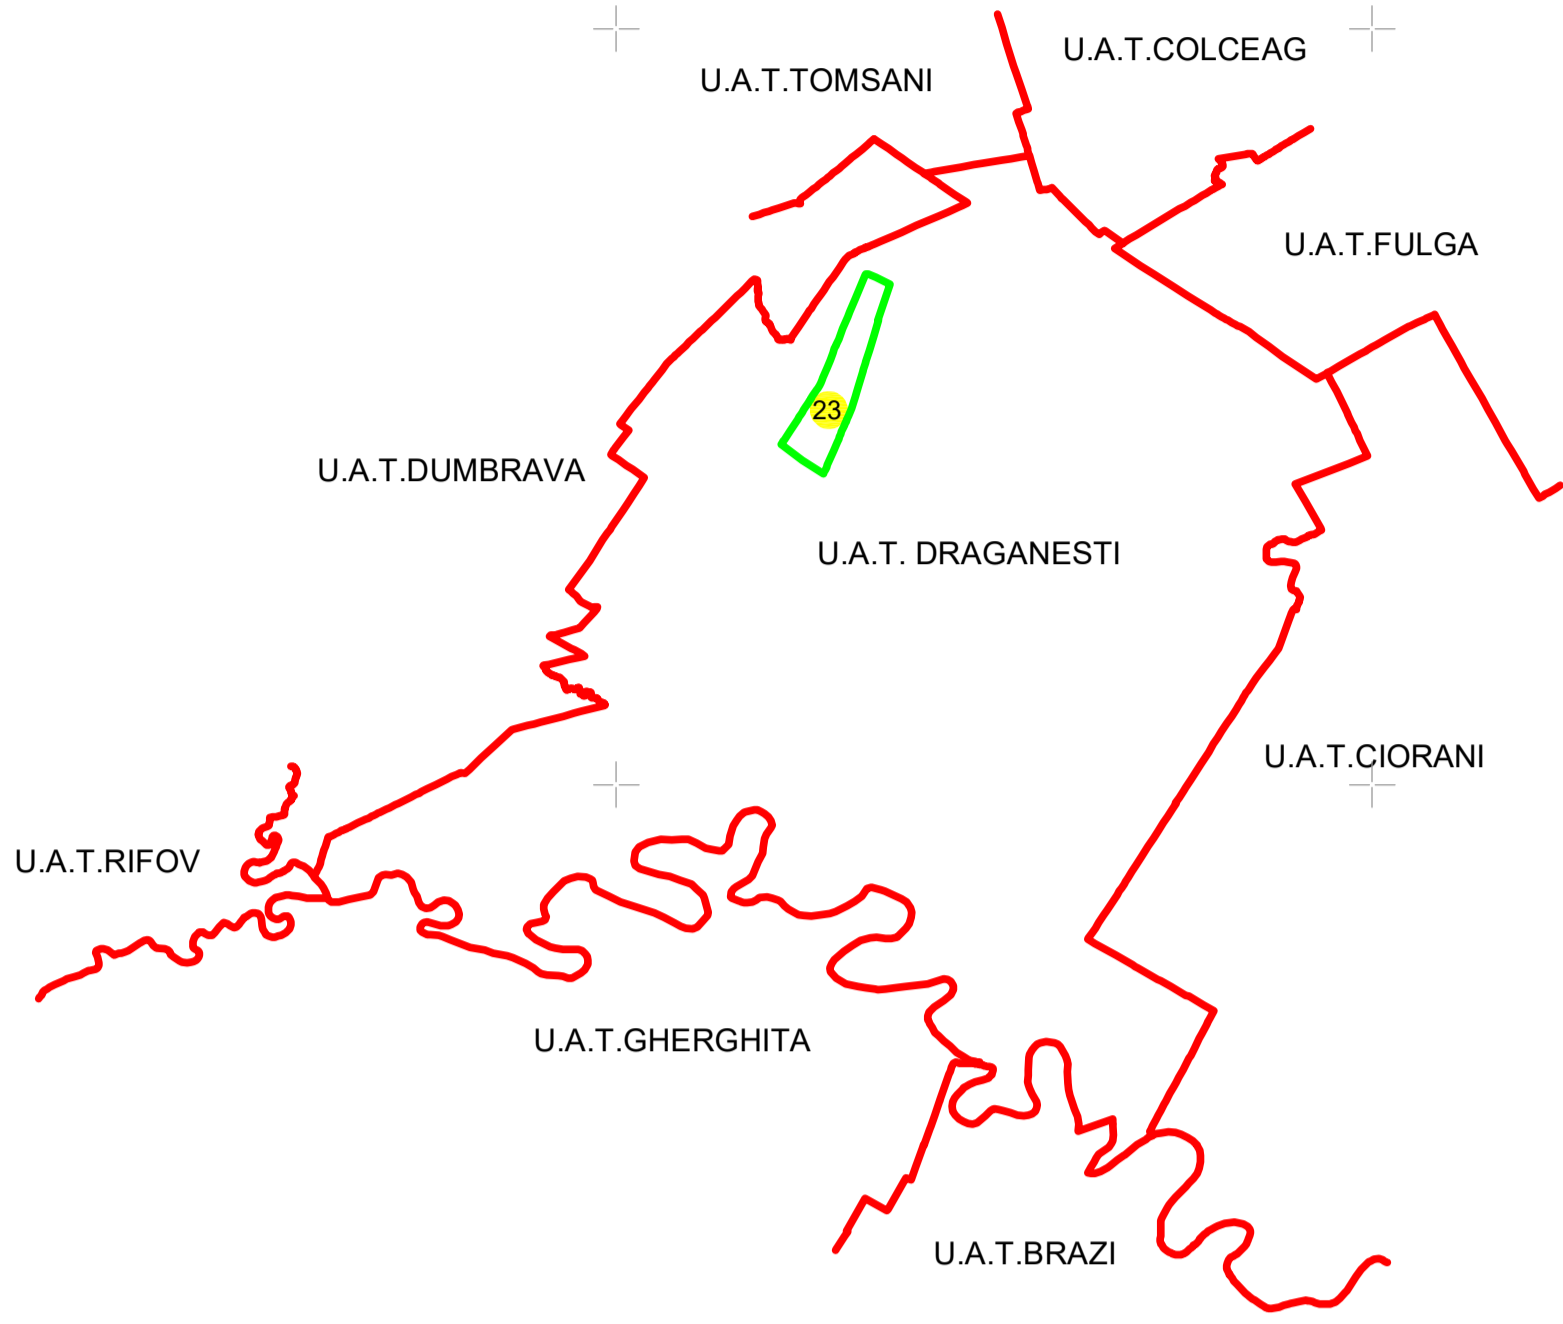 U.A.T.COLCEAG
U.A.T.TOMSANI
U.A.T.FULGA
23
U.A.T.DUMBRAVA
U.A.T. DRAGANESTI
U.A.T.CIORANI
U.A.T.RIFOV
U.A.T.GHERGHITA
U.A.T.BRAZI